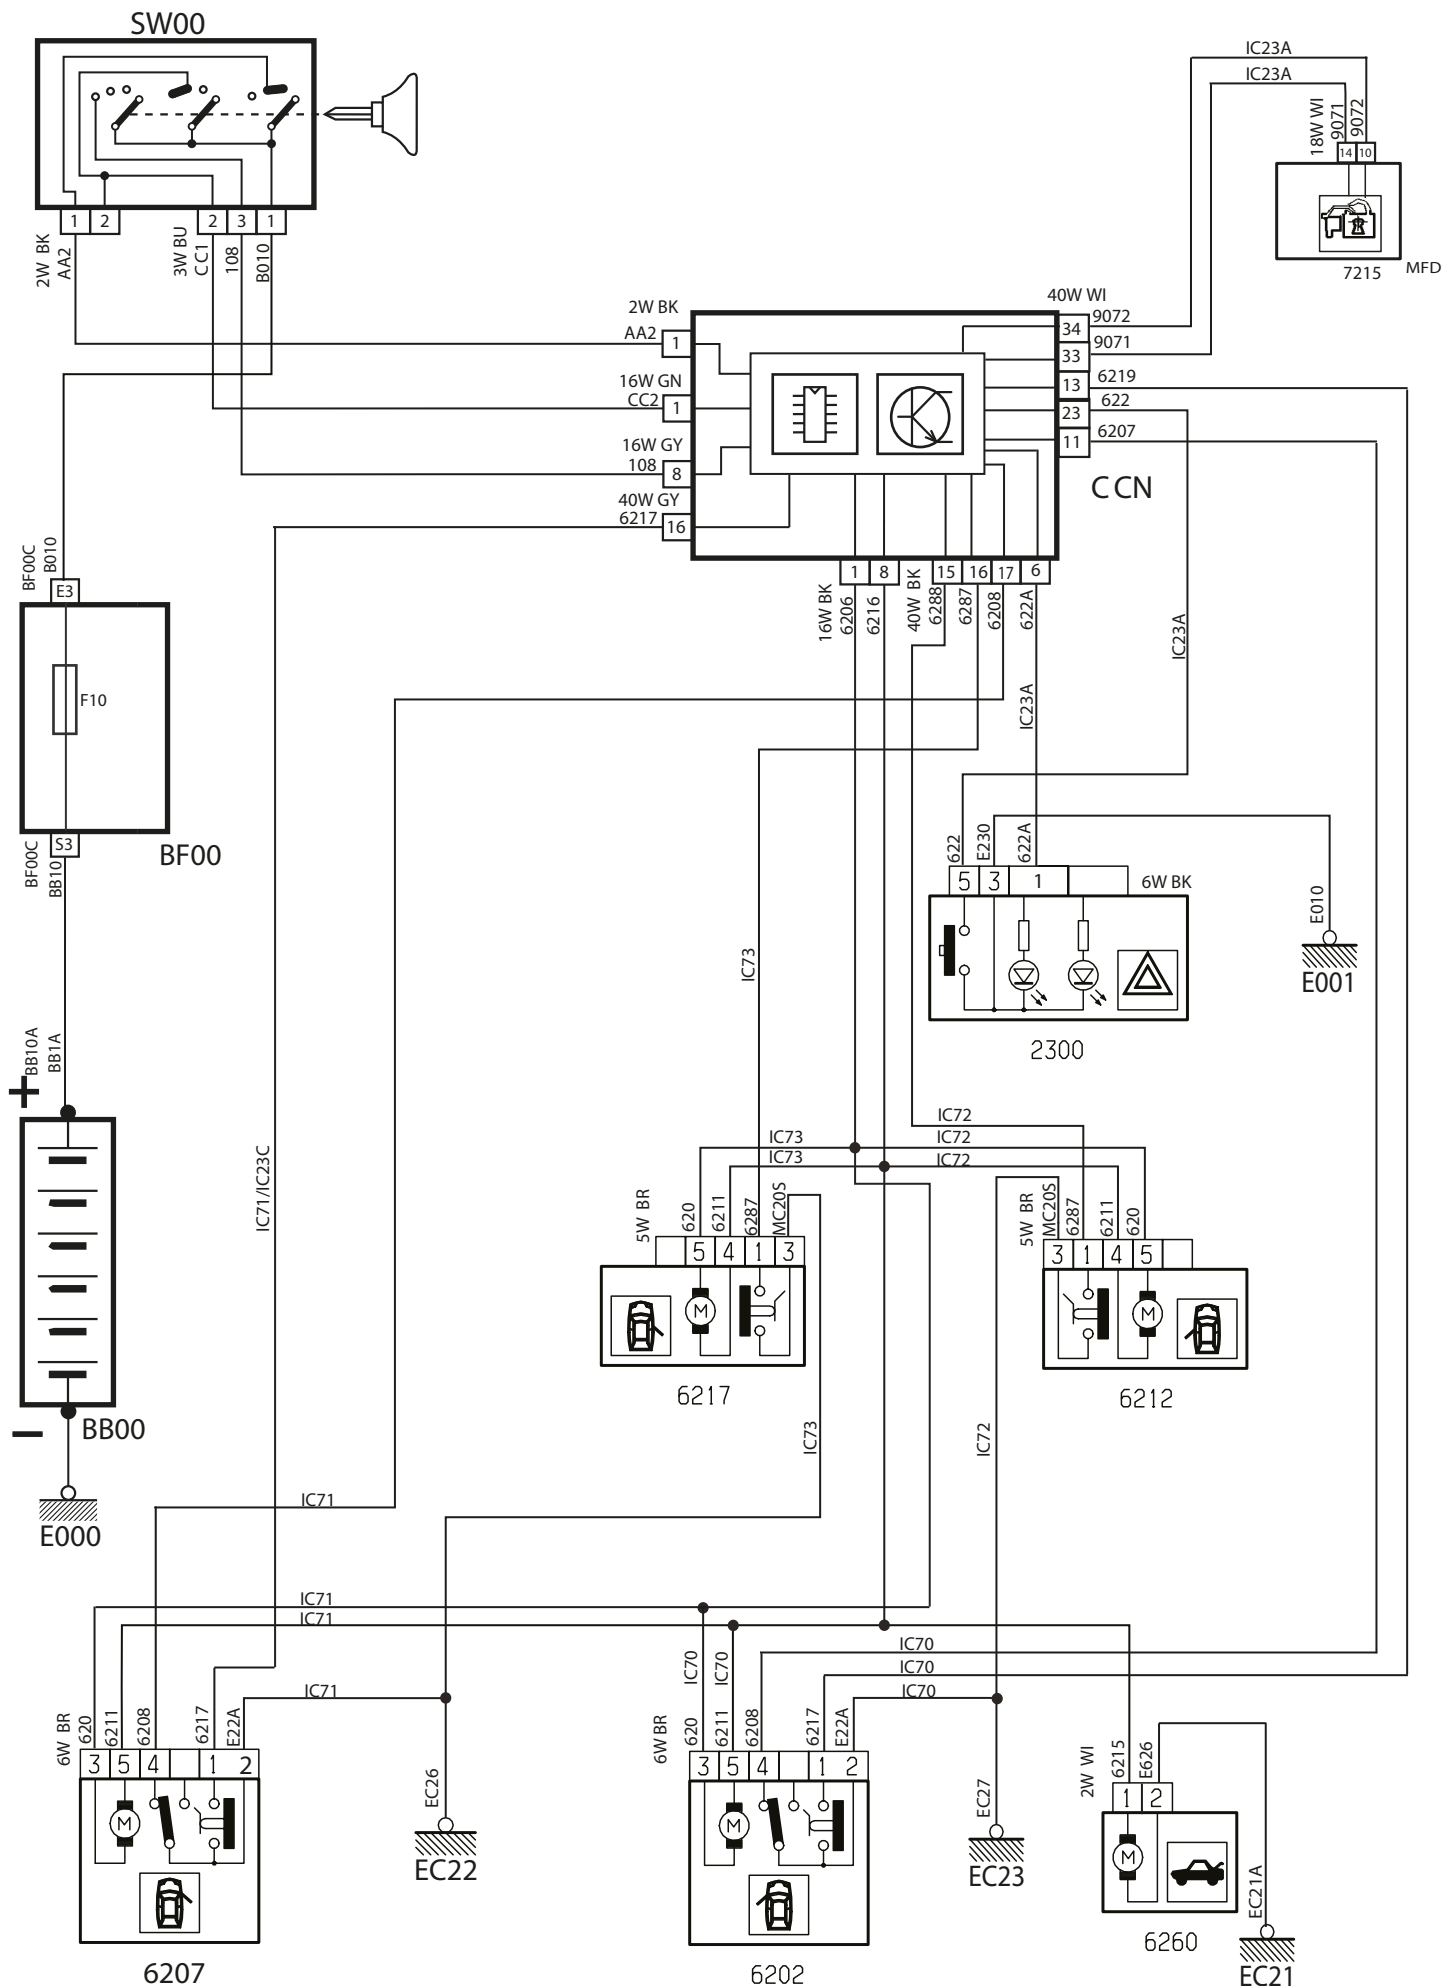 SW00
1
2
2
3
1
2W BK
AA2
3W BU
CC1
108
B010
IC23A
IC23A
18W WI
9071
9072
14
10
7215
MFD
2W BK
AA2
1
16W GN
CC2
1
16W GY
108
8
40W GY
6217
16
40W WI
34
9072
33
9071
13
6219
23
622
11
6207
CCN
1
8
15
16
17
6
16W BK
6206
6216
40W BK
6288
6287
6208
622A
IC23A
IC23A
BF00C
B010
E3
F10
S3
BF00C
BB10
BF00
BB10A
BB1A
+
BB00
−
E000
IC71/IC23C
IC73
622
E230
622A
5
3
1
6W BK
2300
E010
E001
IC72
IC73
IC72
IC73
IC72
5W BR
620
6211
6287
MC20S
5
4
1
3
M
6217
IC73
5W BR
MC20S
6287
6211
620
3
1
4
5
M
6212
IC72
IC71
IC71
IC71
IC71
6W BR
620
6211
6208
6217
E22A
3
5
4
1
2
M
6207
EC26
EC22
IC70
IC70
IC70
IC70
IC70
6W BR
620
6211
6208
6217
E22A
3
5
4
1
2
M
6202
EC27
EC23
2W WI
6215
E626
1
2
M
6260
EC21A
EC21